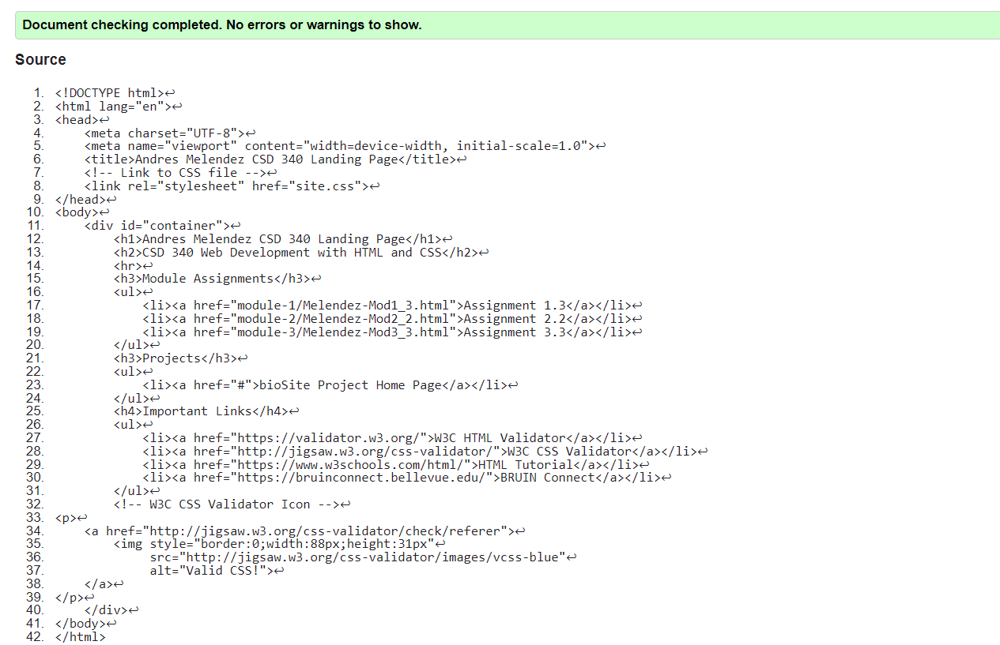 Document checking completed. No errors or warnings to show.
Source
1. <!DOCTYPE html>↩
2. <html lang="en">↩
3. <head>↩
4.     <meta charset="UTF-8">↩
5.     <meta name="viewport" content="width=device-width, initial-scale=1.0">↩
6.     <title>Andres Melendez CSD 340 Landing Page</title>↩
7.     <!-- Link to CSS file -->↩
8.     <link rel="stylesheet" href="site.css">↩
9. </head>↩
10. <body>↩
11.     <div id="container">↩
12.         <h1>Andres Melendez CSD 340 Landing Page</h1>↩
13.         <h2>CSD 340 Web Development with HTML and CSS</h2>↩
14.         <hr>↩
15.         <h3>Module Assignments</h3>↩
16.         <ul>↩
17.             <li><a href="module-1/Melendez-Mod1_3.html">Assignment 1.3</a></li>↩
18.             <li><a href="module-2/Melendez-Mod2_2.html">Assignment 2.2</a></li>↩
19.             <li><a href="module-3/Melendez-Mod3_3.html">Assignment 3.3</a></li>↩
20.         </ul>↩
21.         <h3>Projects</h3>↩
22.         <ul>↩
23.             <li><a href="#">bioSite Project Home Page</a></li>↩
24.         </ul>↩
25.         <h4>Important Links</h4>↩
26.         <ul>↩
27.             <li><a href="https://validator.w3.org/">W3C HTML Validator</a></li>↩
28.             <li><a href="http://jigsaw.w3.org/css-validator/">W3C CSS Validator</a></li>↩
29.             <li><a href="https://www.w3schools.com/html/">HTML Tutorial</a></li>↩
30.             <li><a href="https://bruinconnect.bellevue.edu/">BRUIN Connect</a></li>↩
31.         </ul>↩
32.         <!-- W3C CSS Validator Icon -->↩
33. <p>↩
34.     <a href="http://jigsaw.w3.org/css-validator/check/referer">↩
35.         <img style="border:0;width:88px;height:31px"↩
36.              src="http://jigsaw.w3.org/css-validator/images/vcss-blue"↩
37.              alt="Valid CSS!">↩
38.     </a>↩
39. </p>↩
40.     </div>↩
41. </body>↩
42. </html>